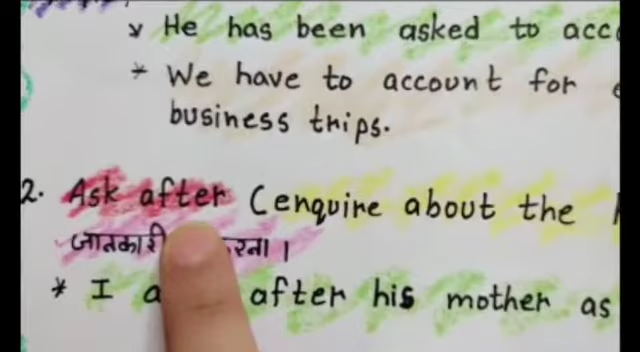 He has been asked to acc
* We have to account for
business trips.
2. Ask after (enquire about the
जानकारी करना।
* I a after his mother as